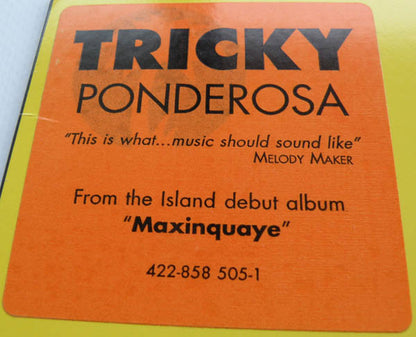 TRICKY
PONDEROSA
"This is what...music should sound like"
MELODY MAKER
From the Island debut album
"Maxinquaye"
422-858 505-1